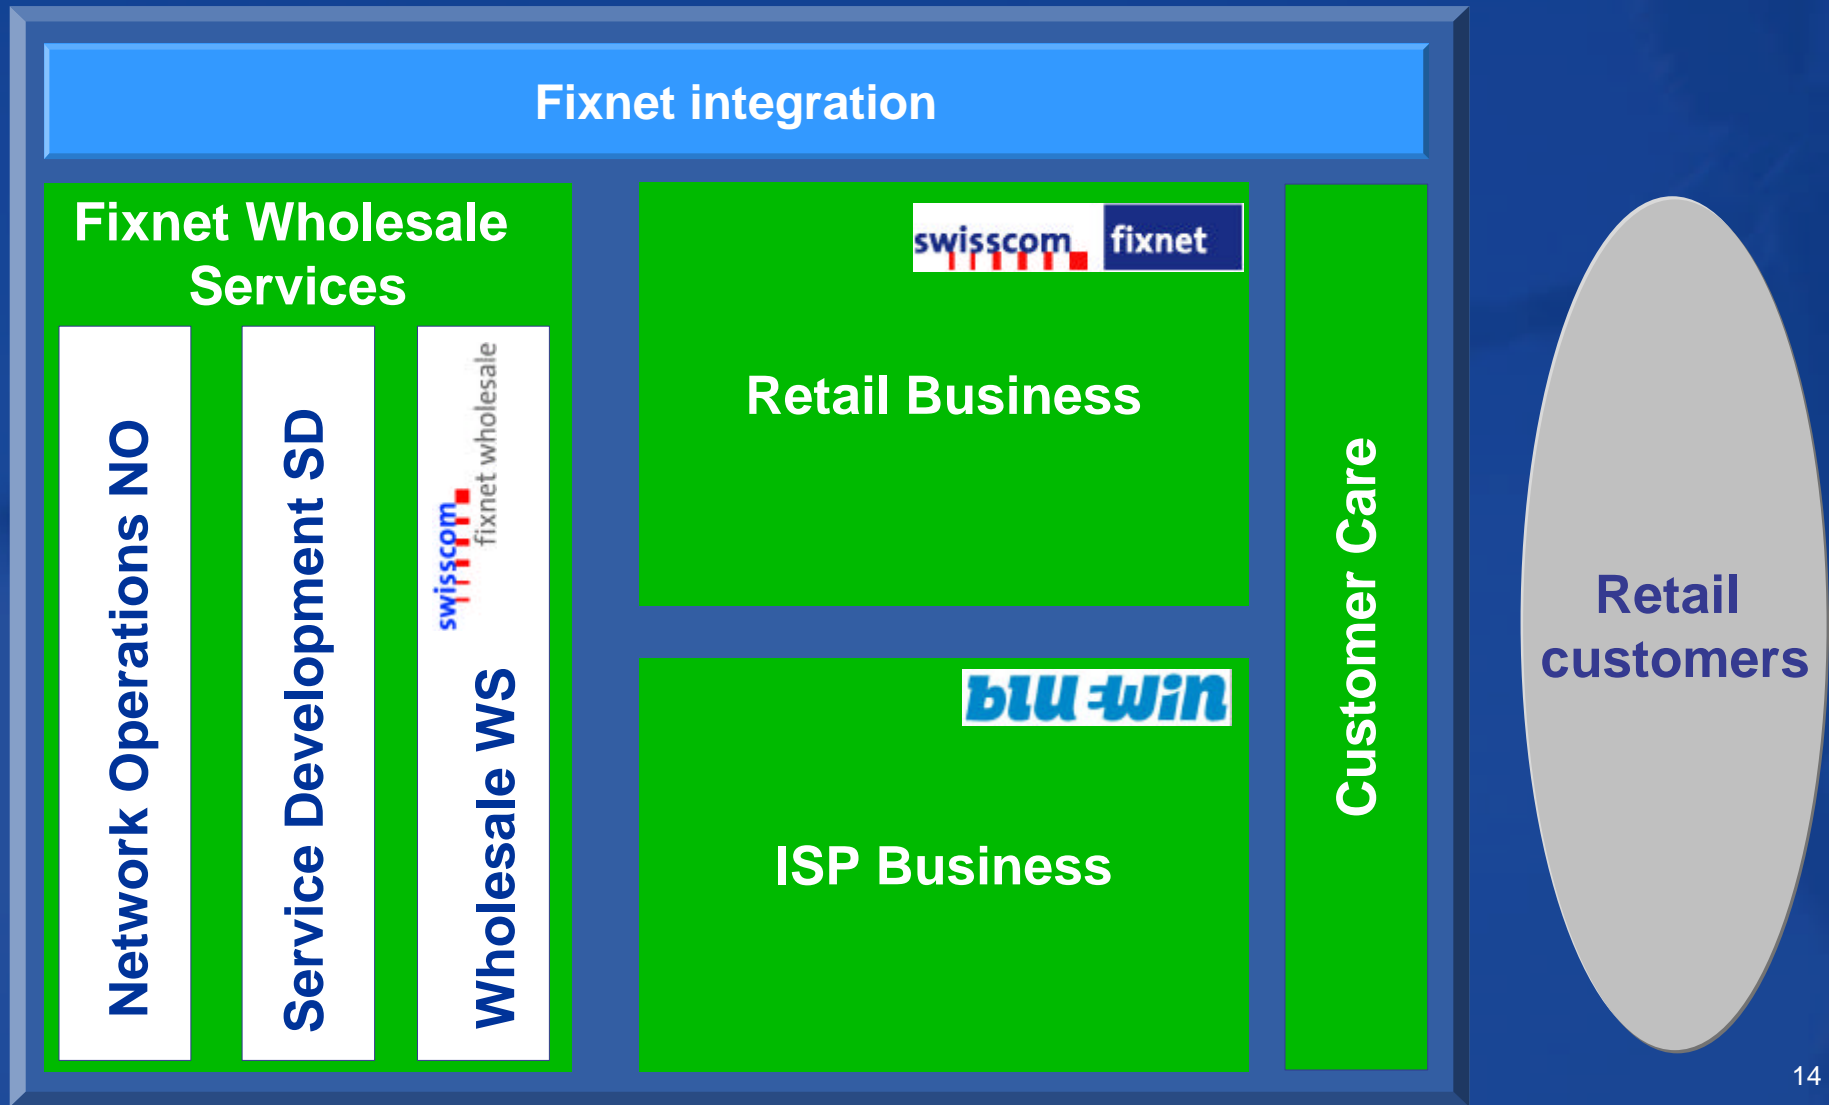 Fixnet integration
Fixnet Wholesale
Services
Network Operations NO
Service Development SD
swisscom
fixnet wholesale
Wholesale WS
swisscom fixnet
Retail Business
bluewin
ISP Business
Customer Care
Retail
customers
14